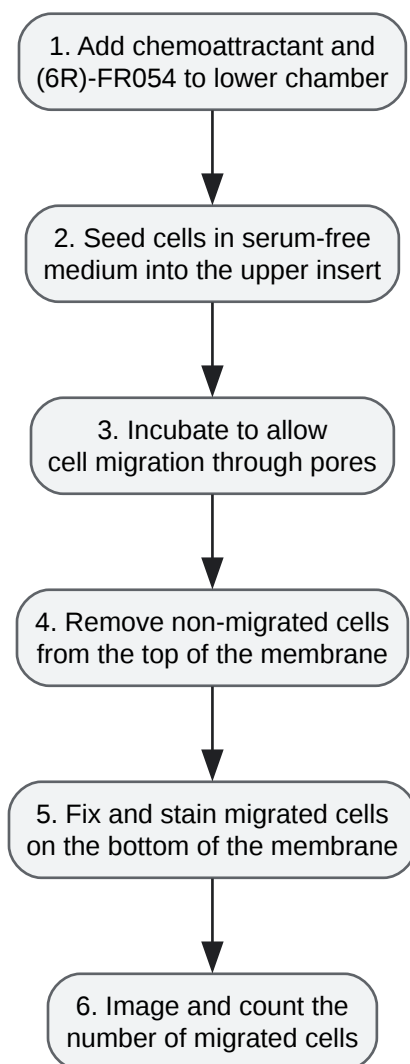 1. Add chemoattractant and
(6R)-FR054 to lower chamber
2. Seed cells in serum-free
medium into the upper insert
3. Incubate to allow
cell migration through pores
4. Remove non-migrated cells
from the top of the membrane
5. Fix and stain migrated cells
on the bottom of the membrane
6. Image and count the
number of migrated cells